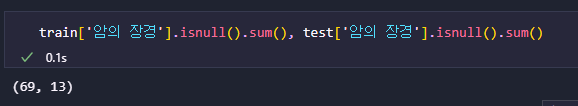 train['암의 장경'].isnull().sum(), test['암의 장경'].isnull().sum()
✓ 0.1s
(69, 13)